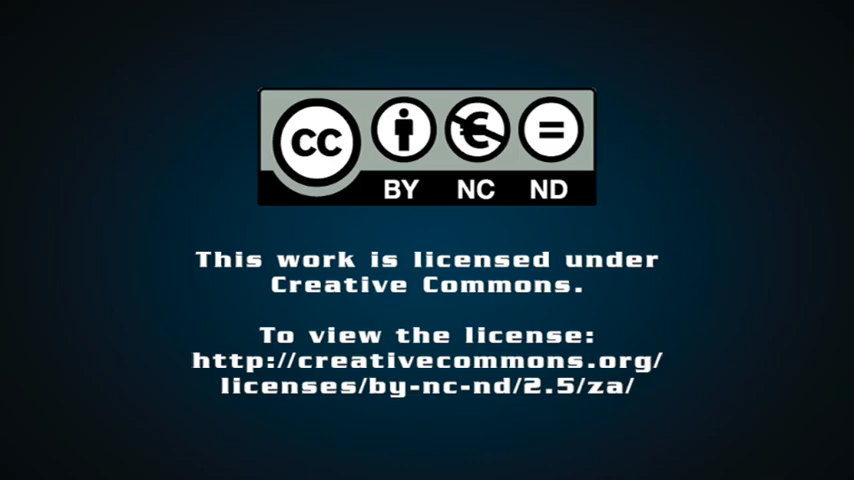 CC
BY NC ND
This work is licensed under
Creative Commons.
To view the license:
http://creativecommons.org/
licenses/by-nc-nd/2.5/za/